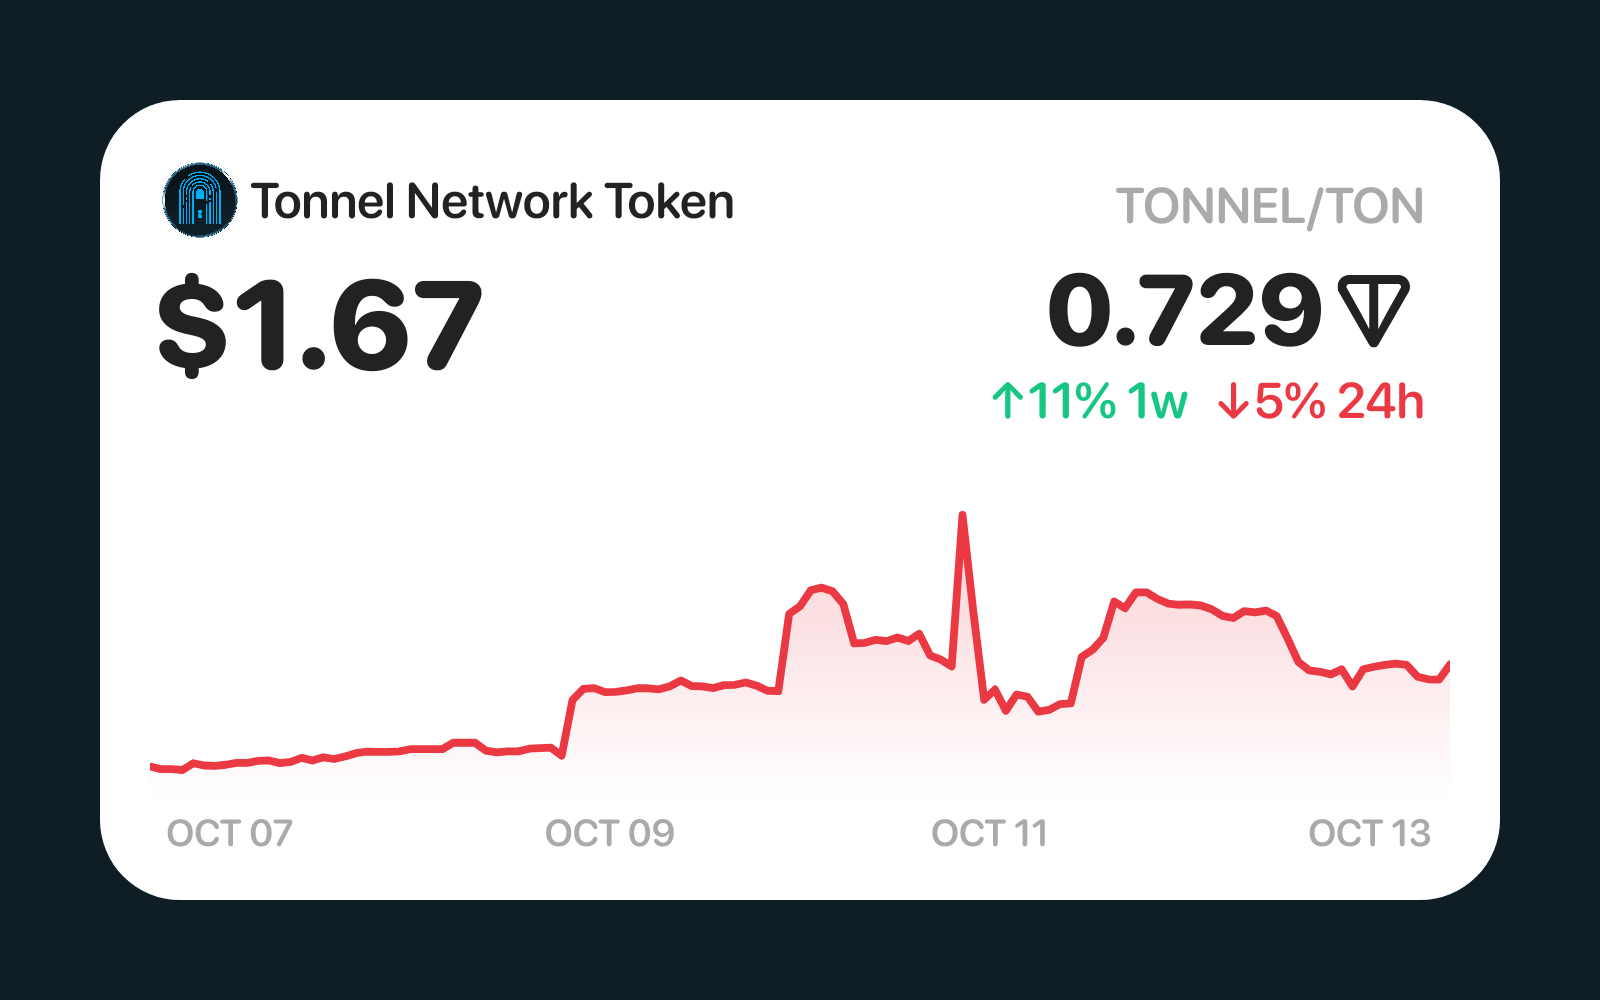 Tonnel Network Token
TONNEL/TON
$1.67
0.729
↑11% 1w ↓5% 24h
OCT 07 OCT 09 OCT 11 OCT 13